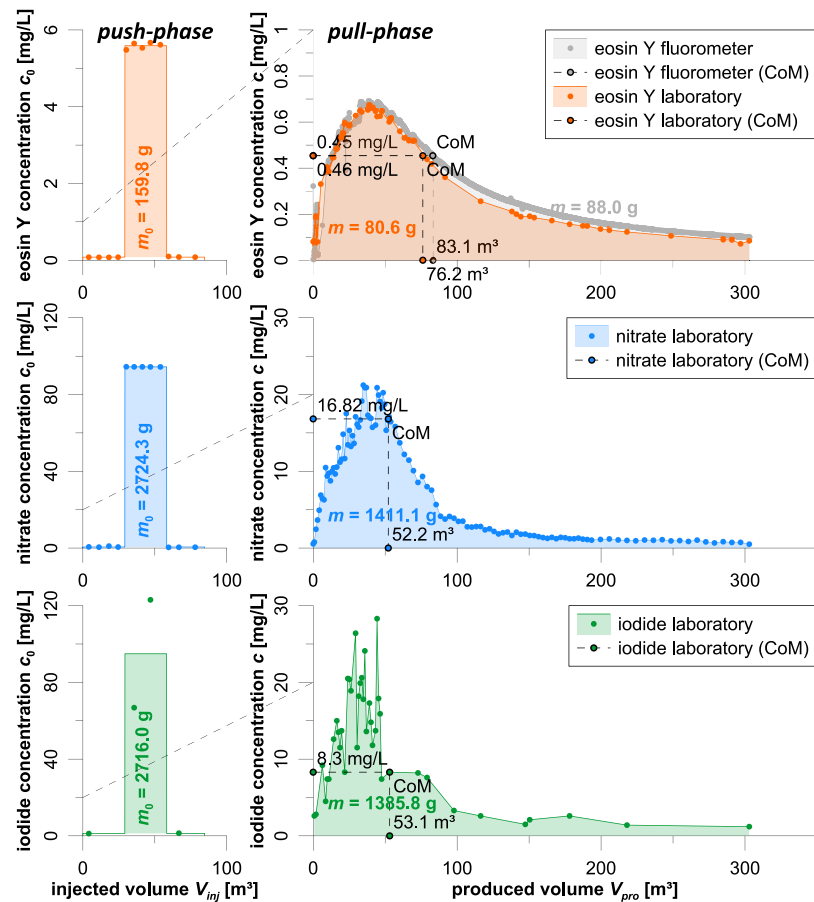 push-phase
pull-phase
eosin Y concentration c₀ [mg/L]
6
4
2
0
m₀ = 159.8 g
0
100
eosin Y concentration c [mg/L]
1
0.8
0.6
0.4
0.2
0
0.45 mg/L
0.46 mg/L
CoM
CoM
m = 80.6 g
m = 88.0 g
83.1 m³
76.2 m³
0
100
200
300
eosin Y fluorometer
eosin Y fluorometer (CoM)
eosin Y laboratory
eosin Y laboratory (CoM)
nitrate concentration c₀ [mg/L]
120
80
40
0
m₀ = 2724.3 g
0
100
nitrate concentration c [mg/L]
30
20
10
0
16.82 mg/L
CoM
m = 1411.1 g
52.2 m³
0
100
200
300
nitrate laboratory
nitrate laboratory (CoM)
iodide concentration c₀ [mg/L]
120
80
40
0
m₀ = 2716.0 g
0
100
injected volume Vinj [m³]
iodide concentration c [mg/L]
30
20
10
0
8.3 mg/L
CoM
m = 1385.8 g
53.1 m³
0
100
200
300
produced volume Vpro [m³]
iodide laboratory
iodide laboratory (CoM)